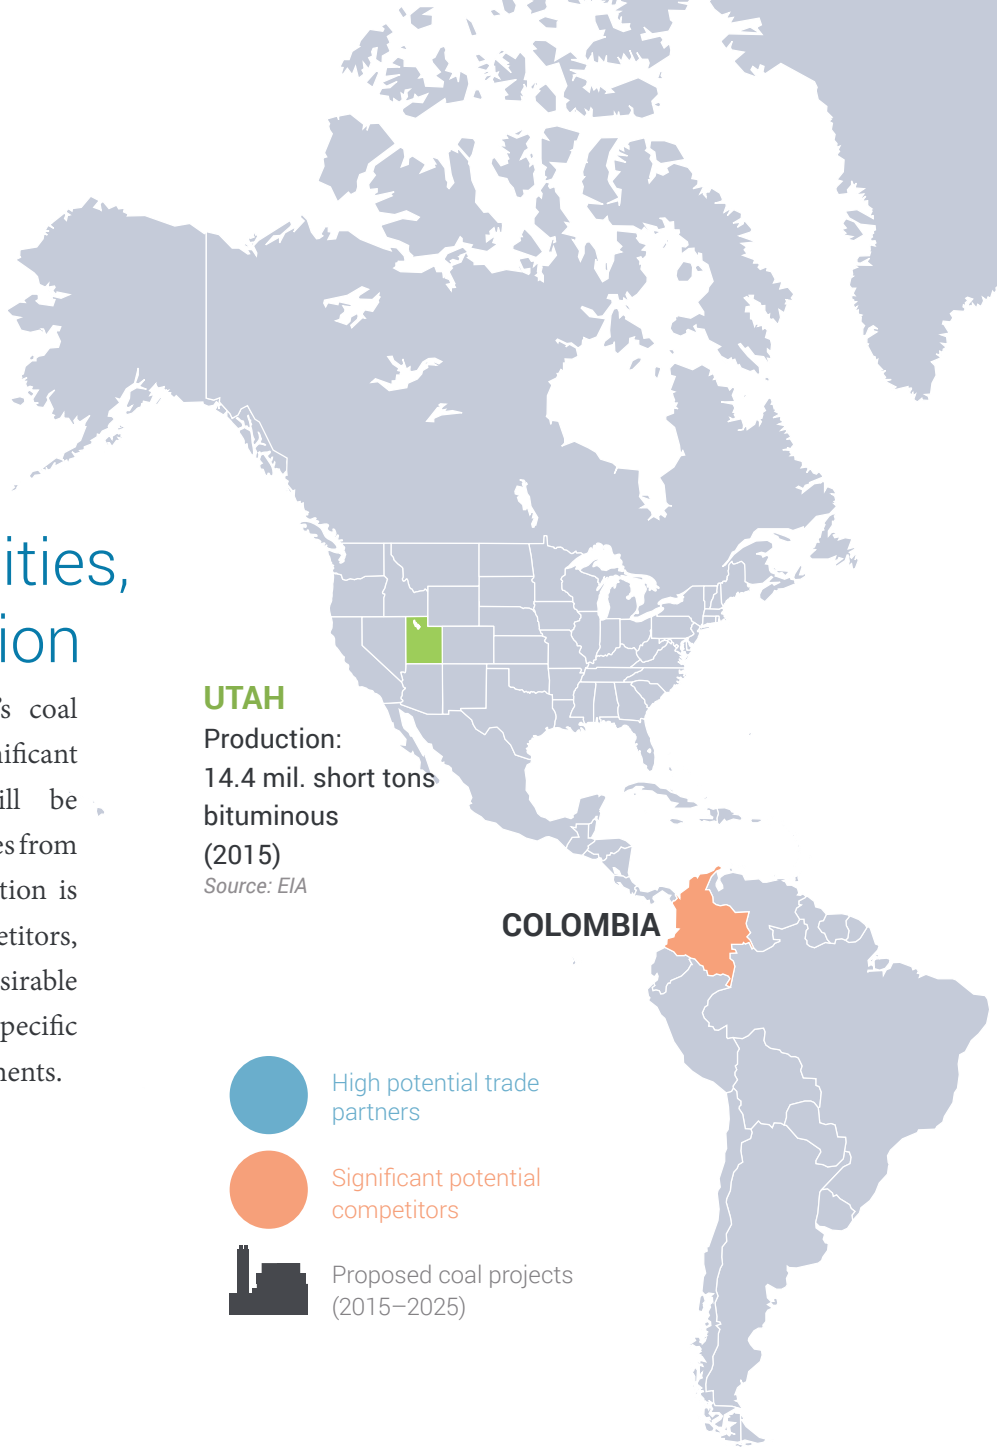 ities,
ion
's coal
nificant
ill be
es from
tion is
etitors,
sirable
pecific
nents.
UTAH
Production:
14.4 mil. short tons
bituminous
(2015)
Source: EIA
COLOMBIA
High potential trade
partners
Significant potential
competitors
Proposed coal projects
(2015–2025)